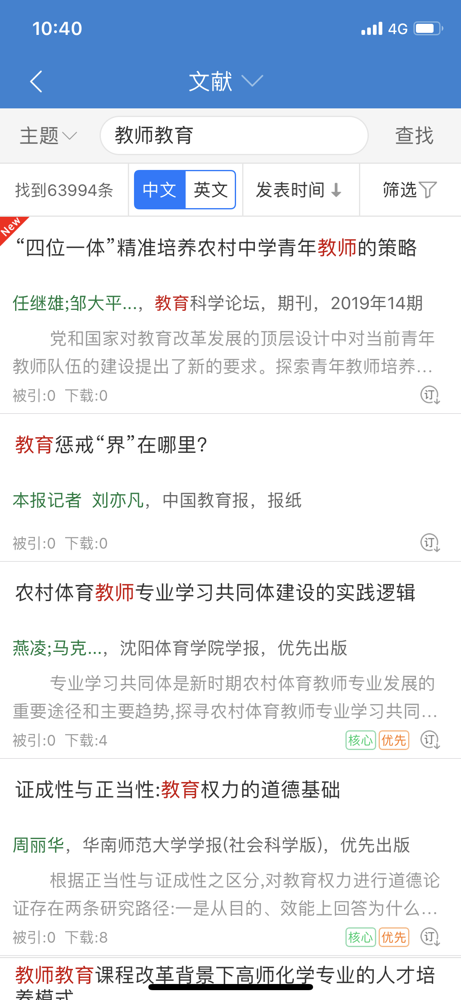 10:40 4G
文献
主题 教师教育 查找
找到63994条 中文 英文 发表时间 筛选
New
“四位一体”精准培养农村中学青年教师的策略
任继雄;邹大平...，教育科学论坛，期刊，2019年14期
党和国家对教育改革发展的顶层设计中对当前青年
教师队伍的建设提出了新的要求。探索青年教师培养...
被引:0 下载:0 订
教育惩戒“界”在哪里?
本报记者 刘亦凡，中国教育报，报纸
被引:0 下载:0 订
农村体育教师专业学习共同体建设的实践逻辑
燕凌;马克...，沈阳体育学院学报，优先出版
专业学习共同体是新时期农村体育教师专业发展的
重要途径和主要趋势,探寻农村体育教师专业学习共同...
被引:0 下载:4 核心 优先 订
证成性与正当性:教育权力的道德基础
周丽华，华南师范大学学报(社会科学版)，优先出版
根据正当性与证成性之区分,对教育权力进行道德论
证存在两条研究路径:一是从目的、效能上回答为什么...
被引:0 下载:8 核心 优先 订
教师教育课程改革背景下高师化学专业的人才培
养模式